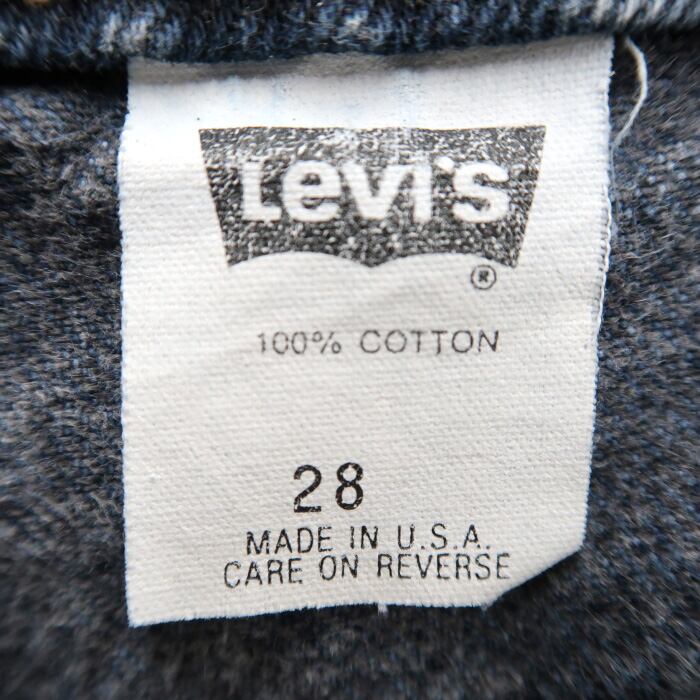 Levi's
®
100% COTTON
28
MADE IN U.S.A.
CARE ON REVERSE